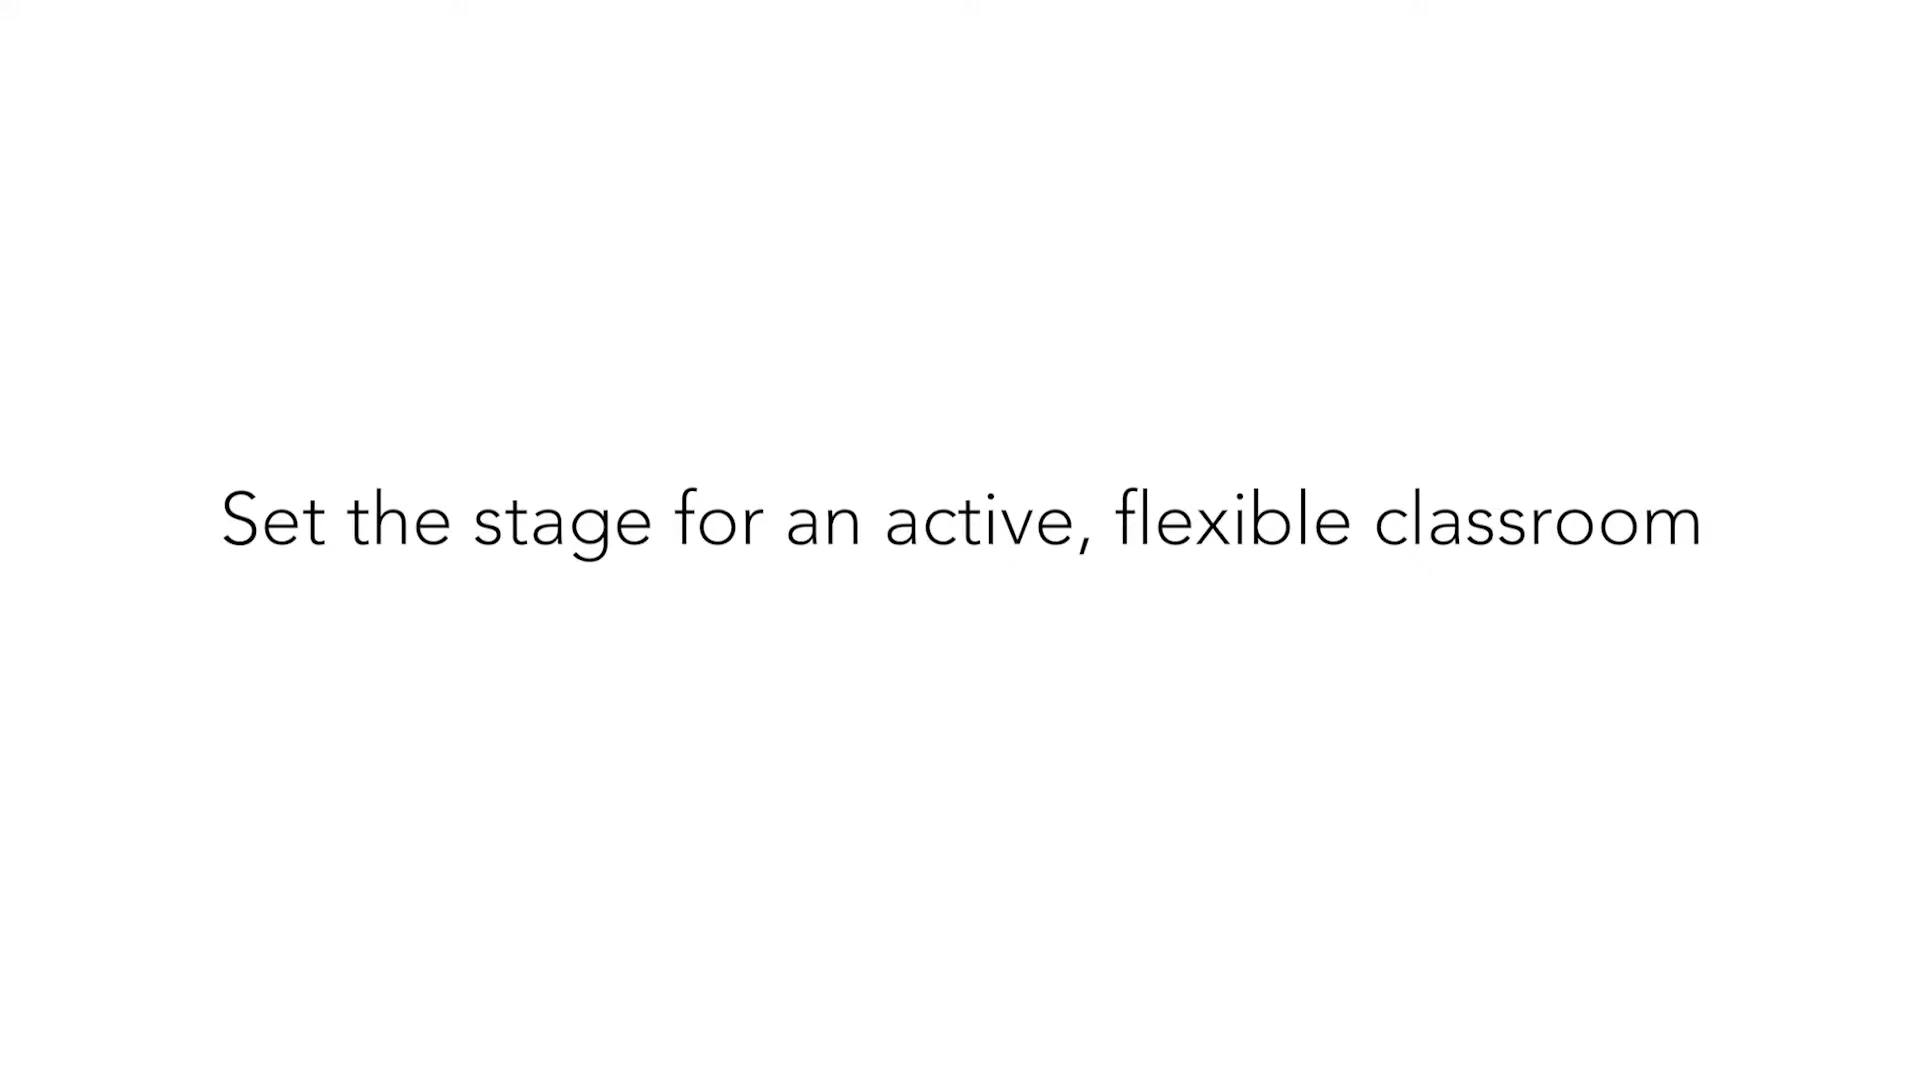 Set the stage for an active, flexible classroom